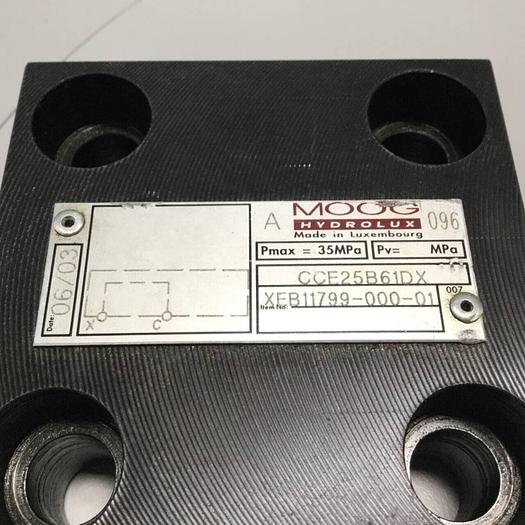 A MOOG 096
HYDROLUX
Made in Luxembourg
Pmax = 35MPa Pv= MPa
CCE25B61DX
007
XEB11799-000-01
Item No:
Date: 06/03
X C